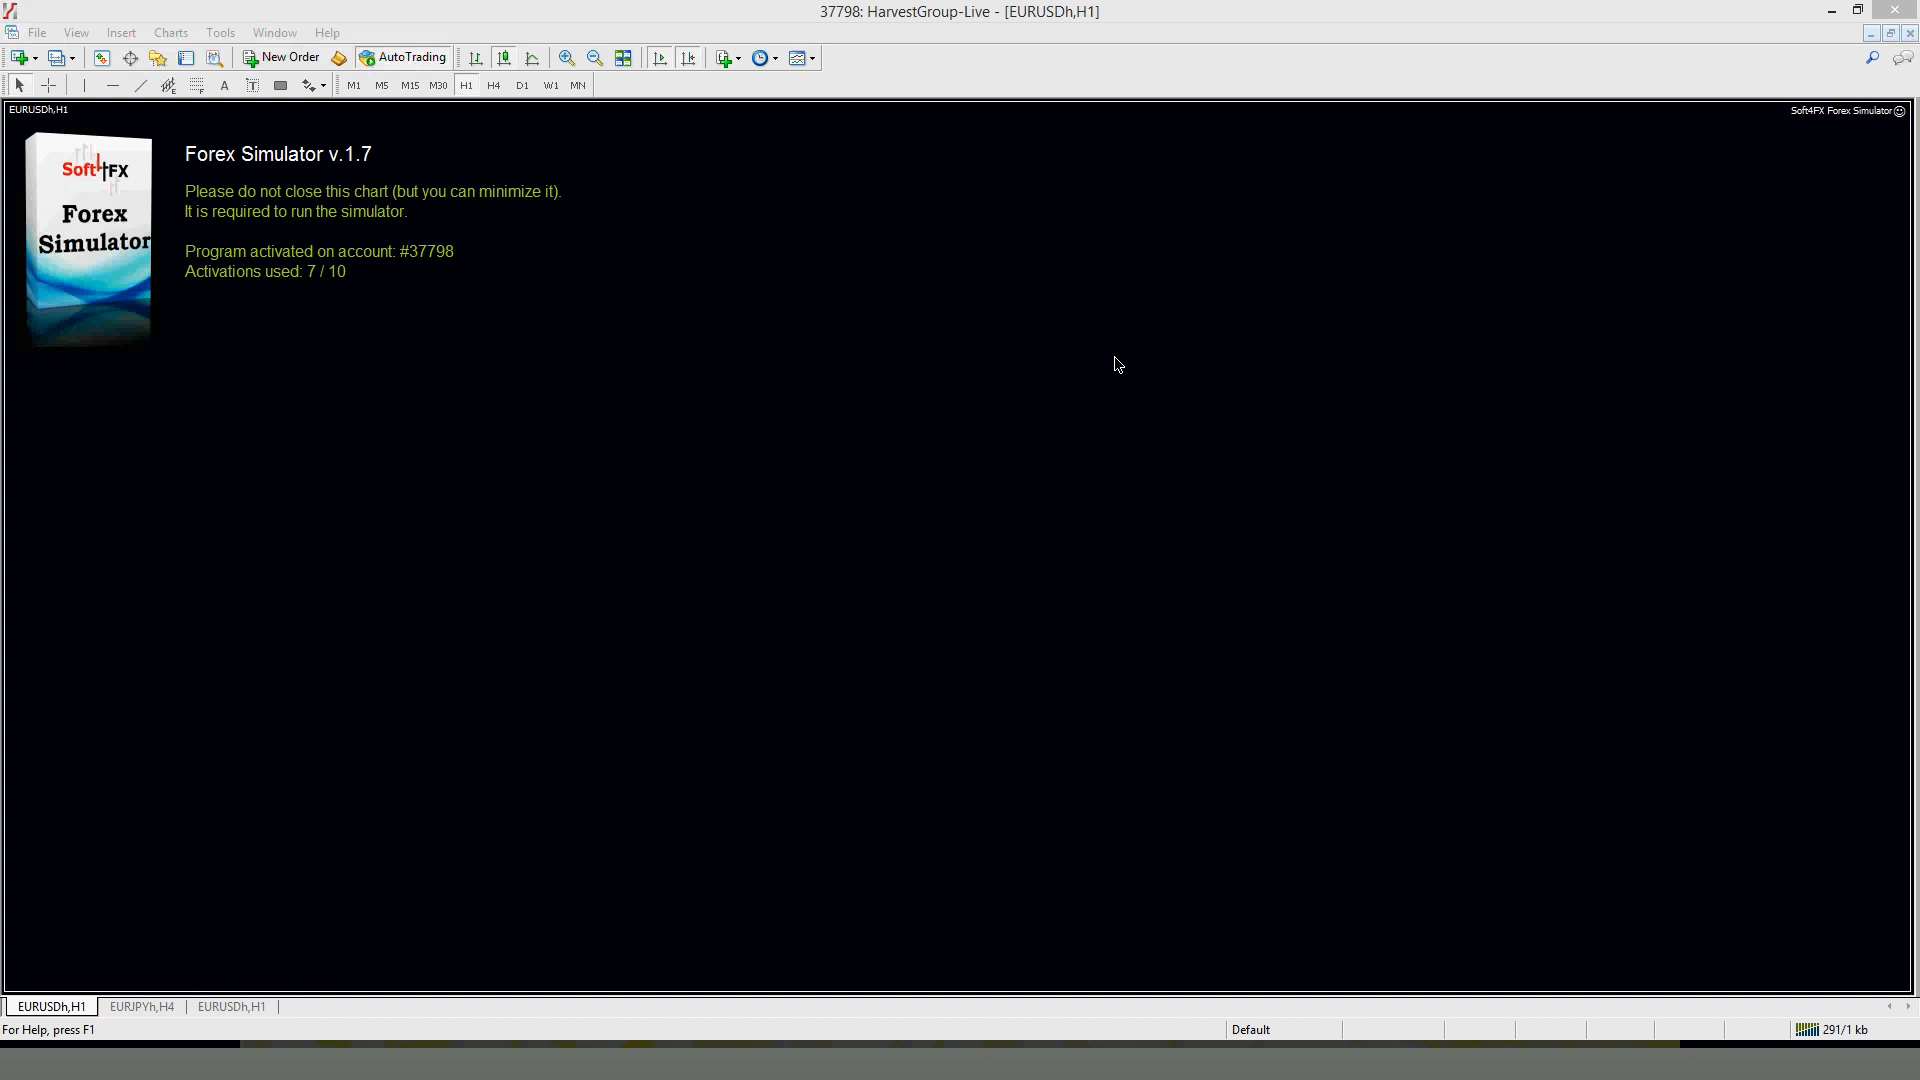 37798: HarvestGroup-Live - [EURUSDh,H1]
File View Insert Charts Tools Window Help
New Order AutoTrading
A T M1 M5 M15 M30 H1 H4 D1 W1 MN
EURUSDh,H1
Soft4FX Forex Simulator
Soft4FX
Forex
Simulator
Forex Simulator v.1.7
Please do not close this chart (but you can minimize it).
It is required to run the simulator.
Program activated on account: #37798
Activations used: 7 / 10
EURUSDh,H1 EURJPYh,H4 EURUSDh,H1
For Help, press F1
Default
291/1 kb